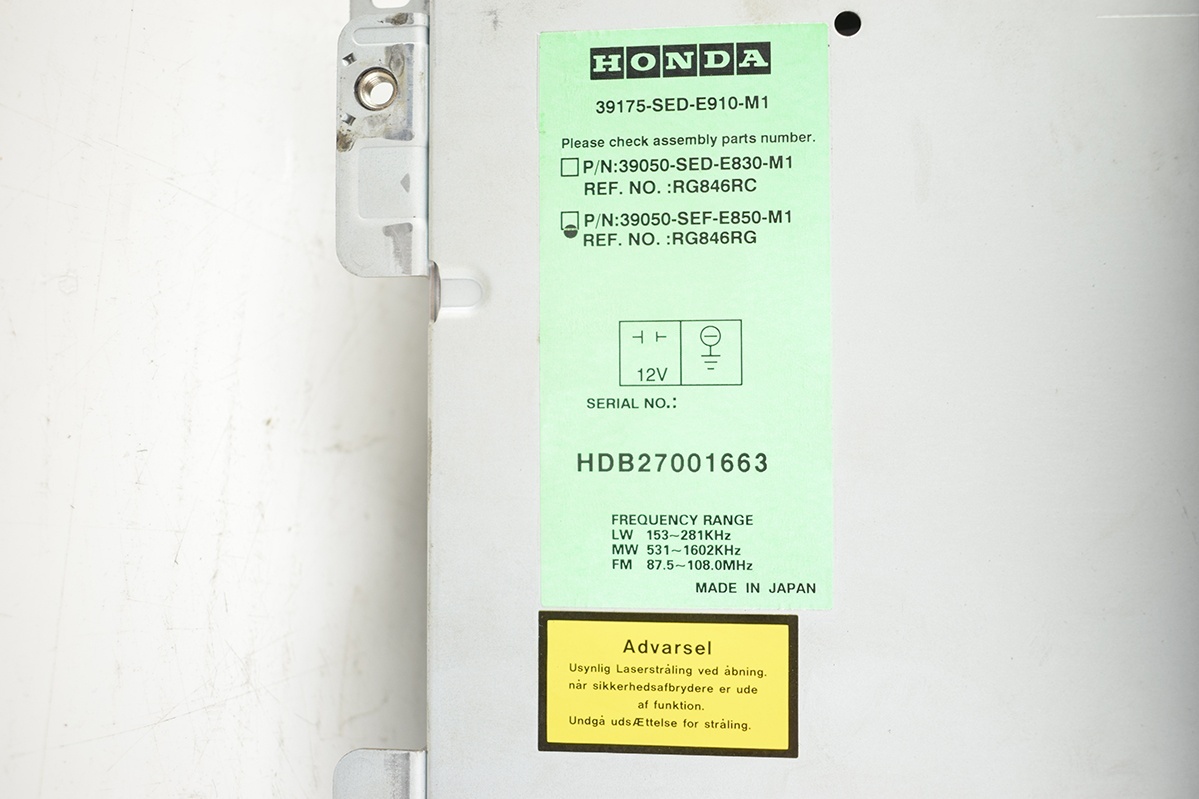 HONDA
39175-SED-E910-M1
Please check assembly parts number.
P/N:39050-SED-E830-M1
REF. NO. :RG846RC
P/N:39050-SEF-E850-M1
REF. NO. :RG846RG
12V
SERIAL NO.:
HDB27001663
FREQUENCY RANGE
LW 153~281KHz
MW 531~1602KHz
FM 87.5~108.0MHz
MADE IN JAPAN
Advarsel
Usynlig Laserstråling ved åbning.
når sikkerhedsafbrydere er ude
af funktion.
Undgå udsÆttelse for stråling.